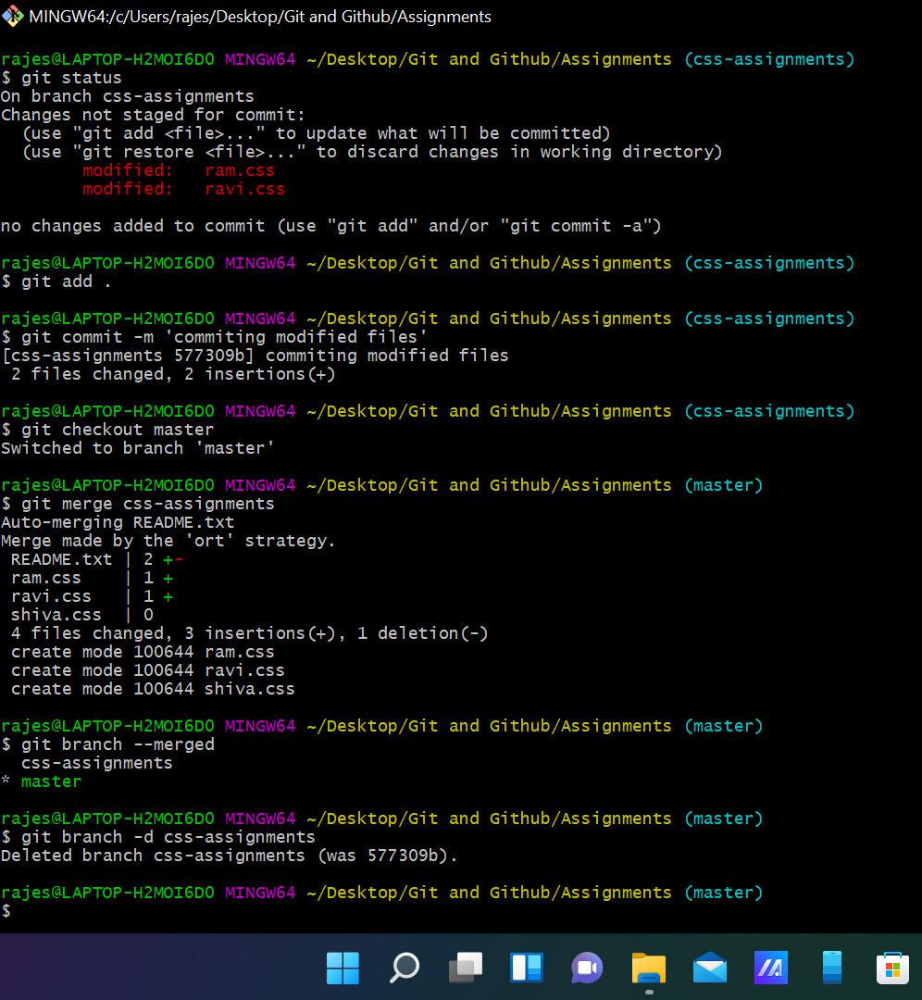 MINGW64:/c/Users/rajes/Desktop/Git and Github/Assignments
rajes@LAPTOP-H2MOI6DO MINGW64 ~/Desktop/Git and Github/Assignments (css-assignments)
$ git status
On branch css-assignments
Changes not staged for commit:
  (use "git add <file>..." to update what will be committed)
  (use "git restore <file>..." to discard changes in working directory)
        modified:   ram.css
        modified:   ravi.css
no changes added to commit (use "git add" and/or "git commit -a")
rajes@LAPTOP-H2MOI6DO MINGW64 ~/Desktop/Git and Github/Assignments (css-assignments)
$ git add .
rajes@LAPTOP-H2MOI6DO MINGW64 ~/Desktop/Git and Github/Assignments (css-assignments)
$ git commit -m 'commiting modified files'
[css-assignments 577309b] commiting modified files
 2 files changed, 2 insertions(+)
rajes@LAPTOP-H2MOI6DO MINGW64 ~/Desktop/Git and Github/Assignments (css-assignments)
$ git checkout master
Switched to branch 'master'
rajes@LAPTOP-H2MOI6DO MINGW64 ~/Desktop/Git and Github/Assignments (master)
$ git merge css-assignments
Auto-merging README.txt
Merge made by the 'ort' strategy.
 README.txt | 2 +-
 ram.css    | 1 +
 ravi.css   | 1 +
 shiva.css  | 0
 4 files changed, 3 insertions(+), 1 deletion(-)
 create mode 100644 ram.css
 create mode 100644 ravi.css
 create mode 100644 shiva.css
rajes@LAPTOP-H2MOI6DO MINGW64 ~/Desktop/Git and Github/Assignments (master)
$ git branch --merged
  css-assignments
* master
rajes@LAPTOP-H2MOI6DO MINGW64 ~/Desktop/Git and Github/Assignments (master)
$ git branch -d css-assignments
Deleted branch css-assignments (was 577309b).
rajes@LAPTOP-H2MOI6DO MINGW64 ~/Desktop/Git and Github/Assignments (master)
$